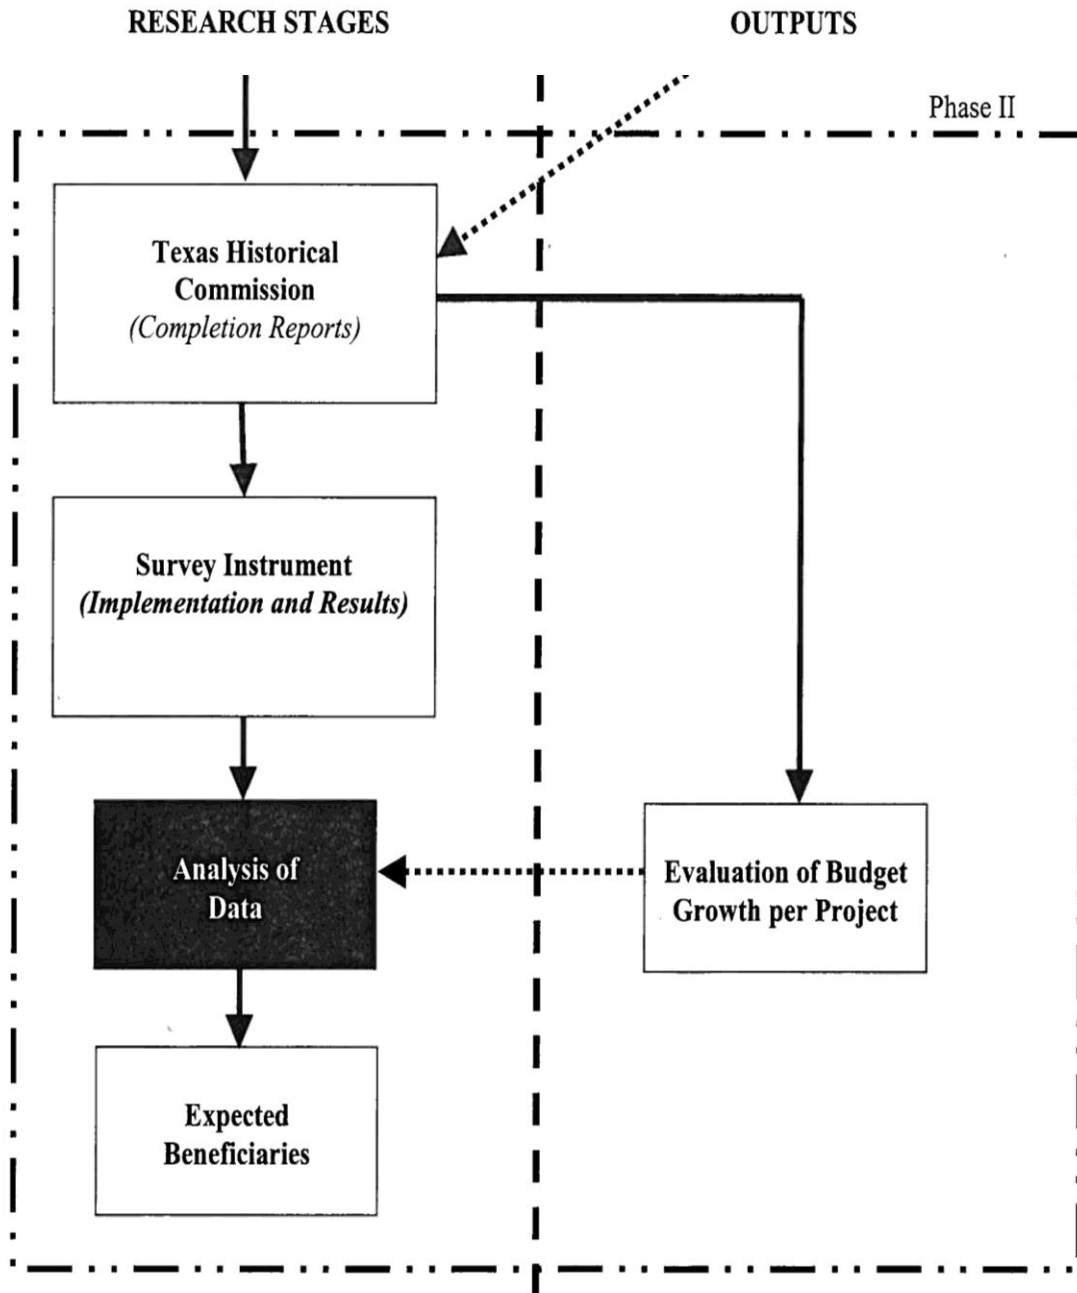 RESEARCH STAGES
OUTPUTS
Phase II
Texas Historical
Commission
(Completion Reports)
Survey Instrument
(Implementation and Results)
Analysis of
Data
Evaluation of Budget
Growth per Project
Expected
Beneficiaries